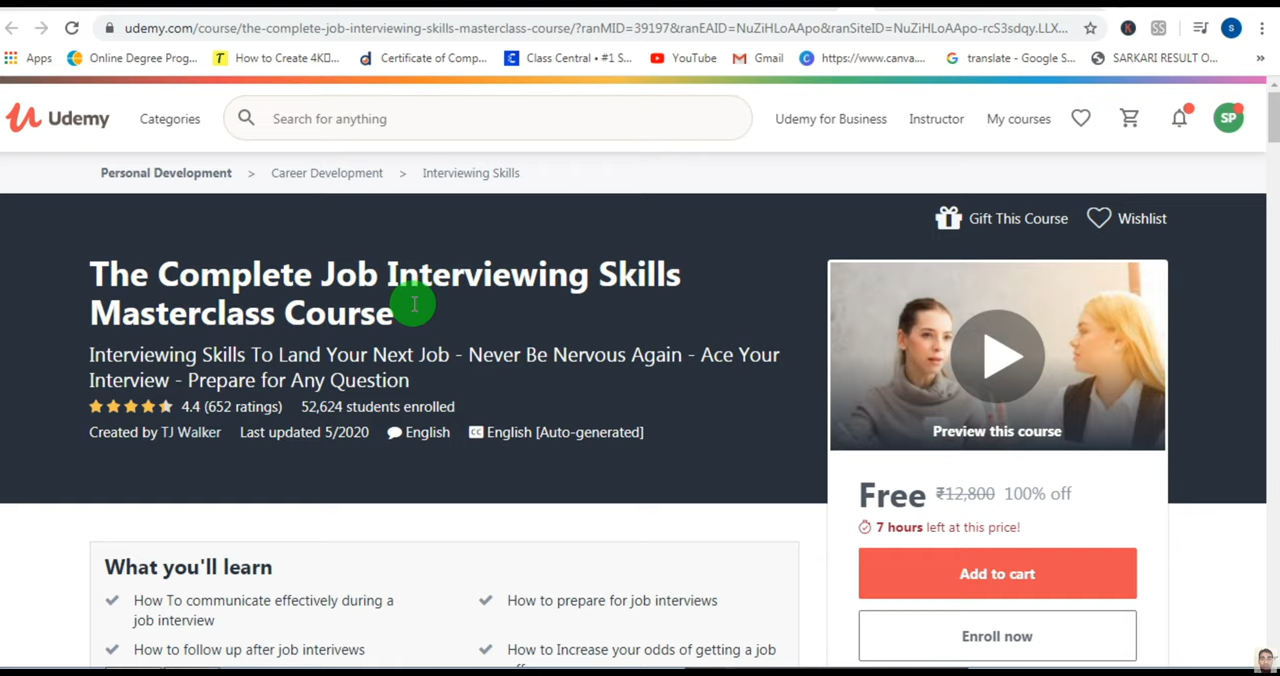 udemy.com/course/the-complete-job-interviewing-skills-masterclass-course/?ranMID=39197&ranEAID=NuZiHLoAApo&ranSiteID=NuZiHLoAApo-rcS3sdqy.LLX...
K SS S
Apps Online Degree Prog... How to Create 4K... Certificate of Comp... Class Central • #1 S... YouTube Gmail https://www.canva.... translate - Google S... SARKARI RESULT O... »
Udemy Categories Search for anything Udemy for Business Instructor My courses SP
Personal Development > Career Development > Interviewing Skills
Gift This Course Wishlist
The Complete Job Interviewing Skills
Masterclass Course
Interviewing Skills To Land Your Next Job - Never Be Nervous Again - Ace Your
Interview - Prepare for Any Question
4.4 (652 ratings) 52,624 students enrolled
Created by TJ Walker Last updated 5/2020 English CC English [Auto-generated]
Preview this course
Free ₹12,800 100% off
7 hours left at this price!
Add to cart
Enroll now
What you'll learn
How To communicate effectively during a
job interview
How to follow up after job interivews
How to prepare for job interviews
How to Increase your odds of getting a job